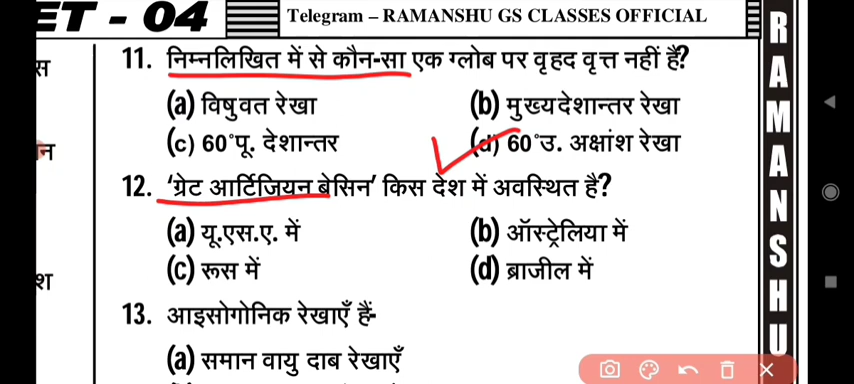 ET - 04
Telegram – RAMANSHU GS CLASSES OFFICIAL
11. निम्नलिखित में से कौन-सा एक ग्लोब पर वृहद वृत्त नहीं हैं?
(a) विषुवत रेखा
(b) मुख्यदेशान्तर रेखा
(c) 60°पू. देशान्तर
(d) 60°उ. अक्षांश रेखा
12. 'ग्रेट आर्टिजियन बेसिन' किस देश में अवस्थित हैं?
(a) यू.एस.ए. में
(b) ऑस्ट्रेलिया में
(c) रूस में
(d) ब्राजील में
13. आइसोगोनिक रेखाएँ हैं-
(a) समान वायु दाब रेखाएँ
RAMANSHU